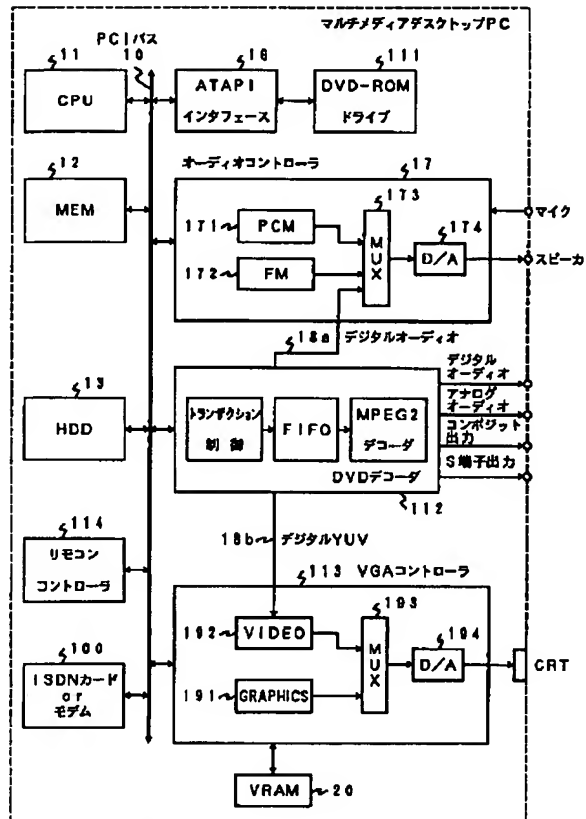 マルチメディアデスクトップPC
PCIバス
10
11
CPU
16
ATAPI
インタフェース
111
DVD-ROM
ドライブ
12
MEM
オーディオコントローラ
17
171
PCM
172
FM
173
MUX
174
D/A
マイク
スピーカ
18a
デジタルオーディオ
13
HDD
トランザクション
制御
FIFO
MPEG2
デコーダ
DVDデコーダ
112
デジタル
オーディオ
アナログ
オーディオ
コンポジット
出力
S端子出力
114
リモコン
コントローラ
18b
デジタルYUV
113
VGAコントローラ
192
VIDEO
191
GRAPHICS
193
MUX
194
D/A
CRT
100
ISDNカード
or
モデム
VRAM
20